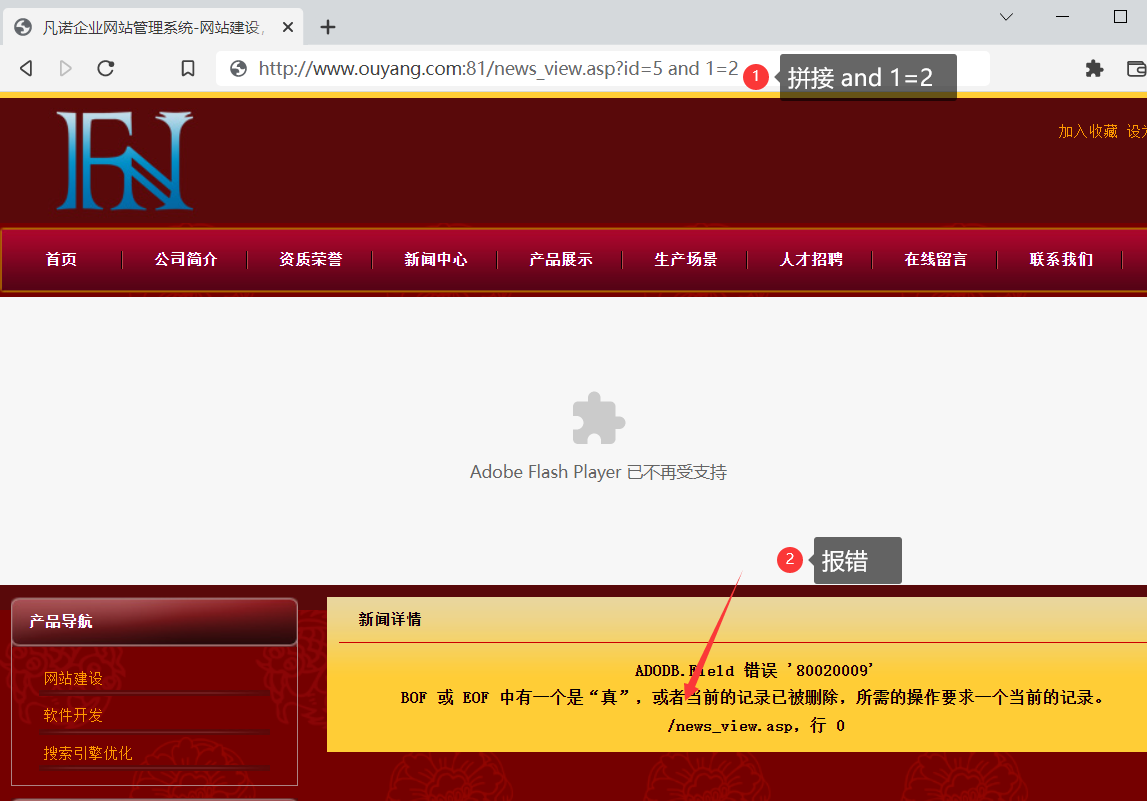 凡诺企业网站管理系统-网站建设,
http://www.ouyang.com:81/news_view.asp?id=5 and 1=2
1
拼接 and 1=2
FN
加入收藏 设为
首页 公司简介 资质荣誉 新闻中心 产品展示 生产场景 人才招聘 在线留言 联系我们
Adobe Flash Player 已不再受支持
2
报错
产品导航
网站建设
软件开发
搜索引擎优化
新闻详情
ADODB.Field 错误 '80020009'
BOF 或 EOF 中有一个是“真”，或者当前的记录已被删除，所需的操作要求一个当前的记录。
/news_view.asp，行 0